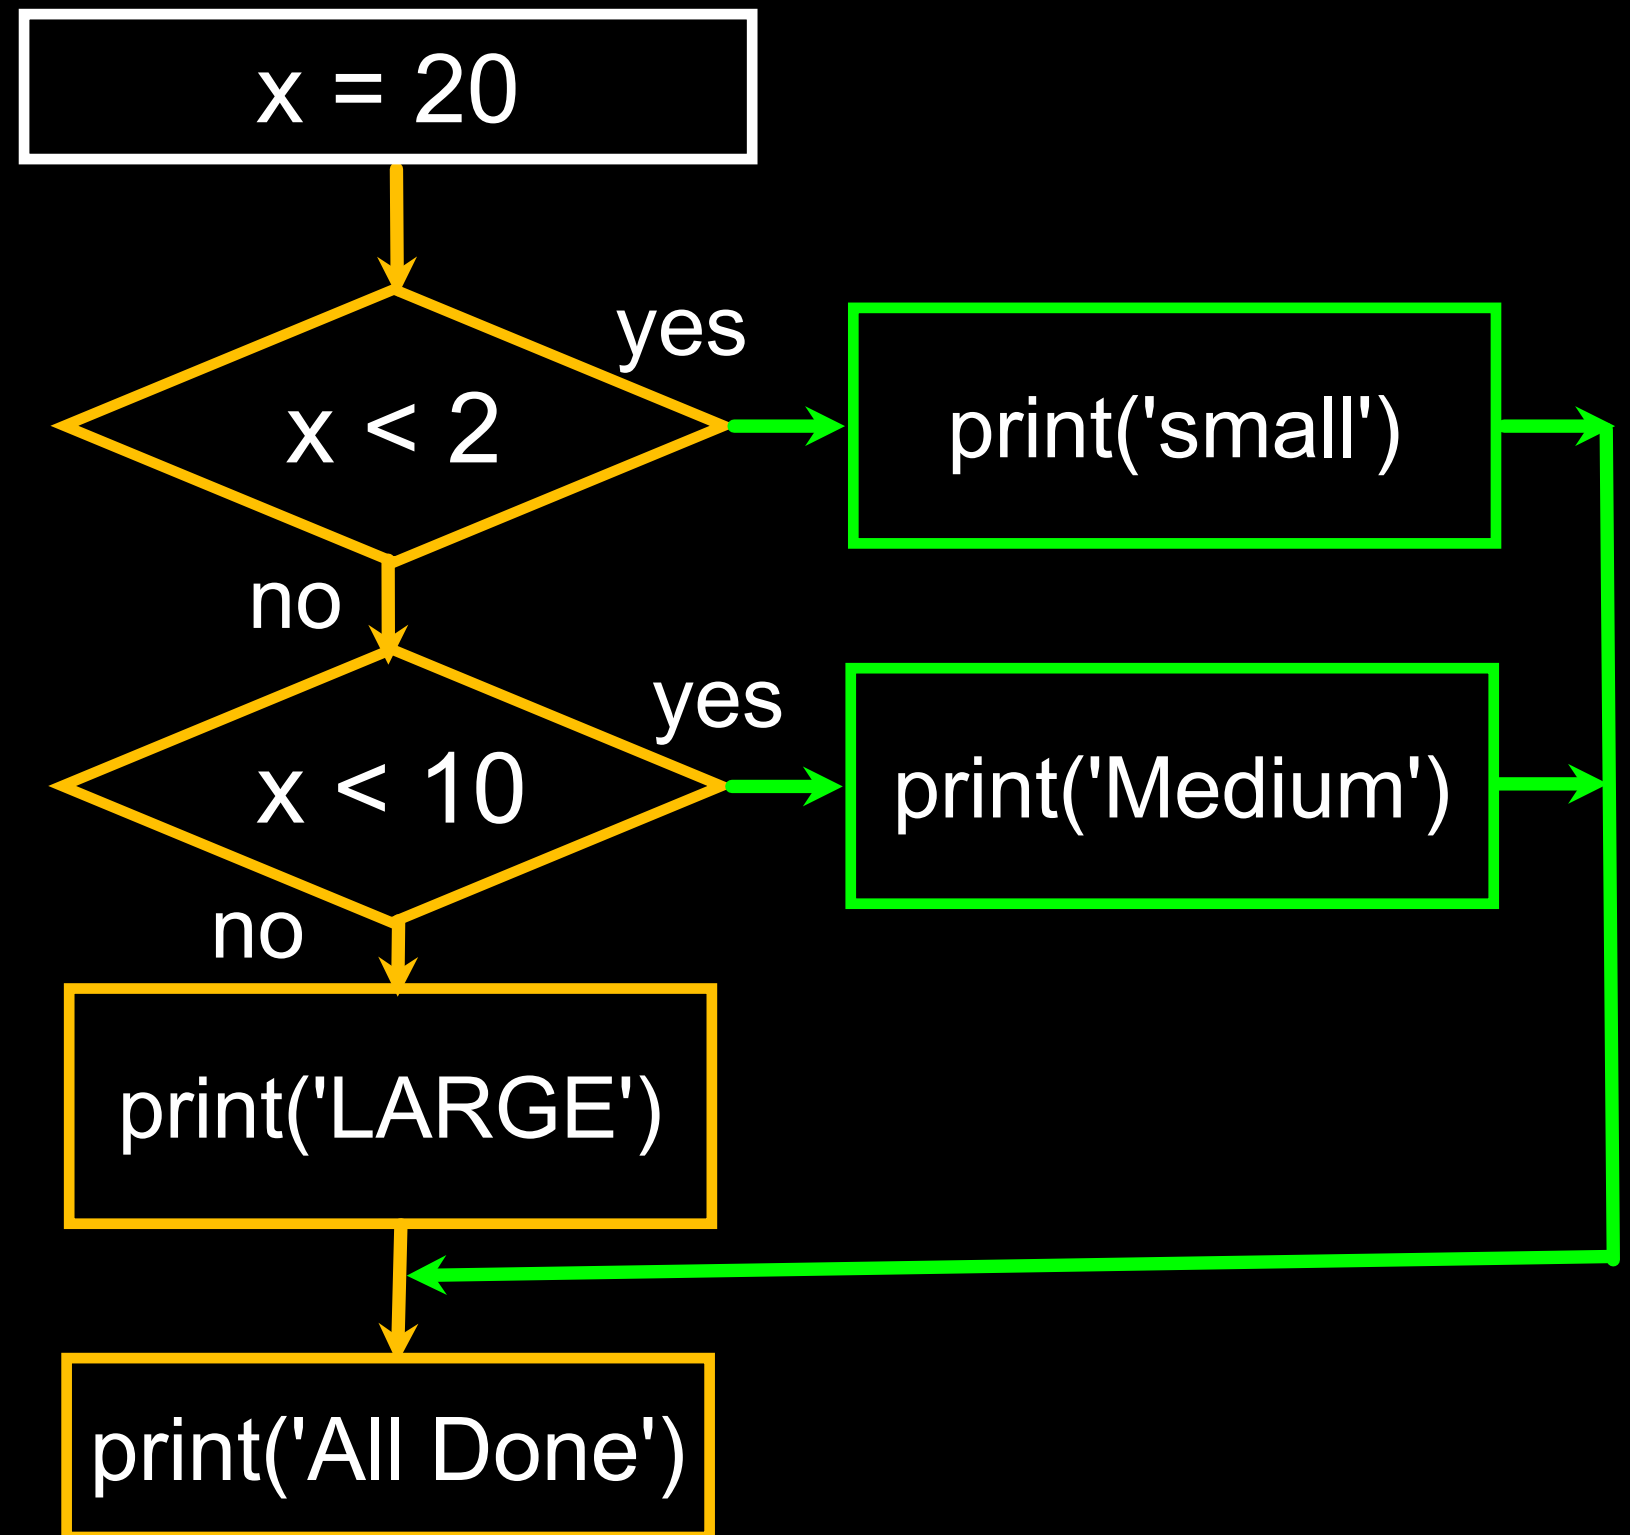 x = 20
yes
x < 2
print('small')
no
yes
x < 10
print('Medium')
no
print('LARGE')
print('All Done')